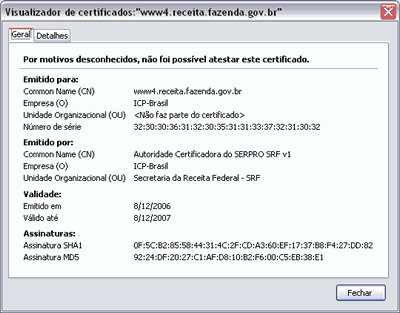 Visualizador de certificados:"www4.receita.fazenda.gov.br"
Geral Detalhes
Por motivos desconhecidos, não foi possível atestar este certificado.
Emitido para:
Common Name (CN) www4.receita.fazenda.gov.br
Empresa (O) ICP-Brasil
Unidade Organizacional (OU) <Não faz parte do certificado>
Número de série 32:30:30:36:31:32:30:35:31:31:33:37:32:31:30:32
Emitido por:
Common Name (CN) Autoridade Certificadora do SERPRO SRF v1
Empresa (O) ICP-Brasil
Unidade Organizacional (OU) Secretaria da Receita Federal - SRF
Validade:
Emitido em 8/12/2006
Válido até 8/12/2007
Assinaturas:
Assinatura SHA1 0F:5C:B2:85:58:44:31:4C:2F:CD:A3:60:EF:17:37:B8:F4:27:DD:82
Assinatura MD5 92:24:DF:20:27:C1:AF:D8:10:B2:F6:00:C5:EB:38:E1
Fechar